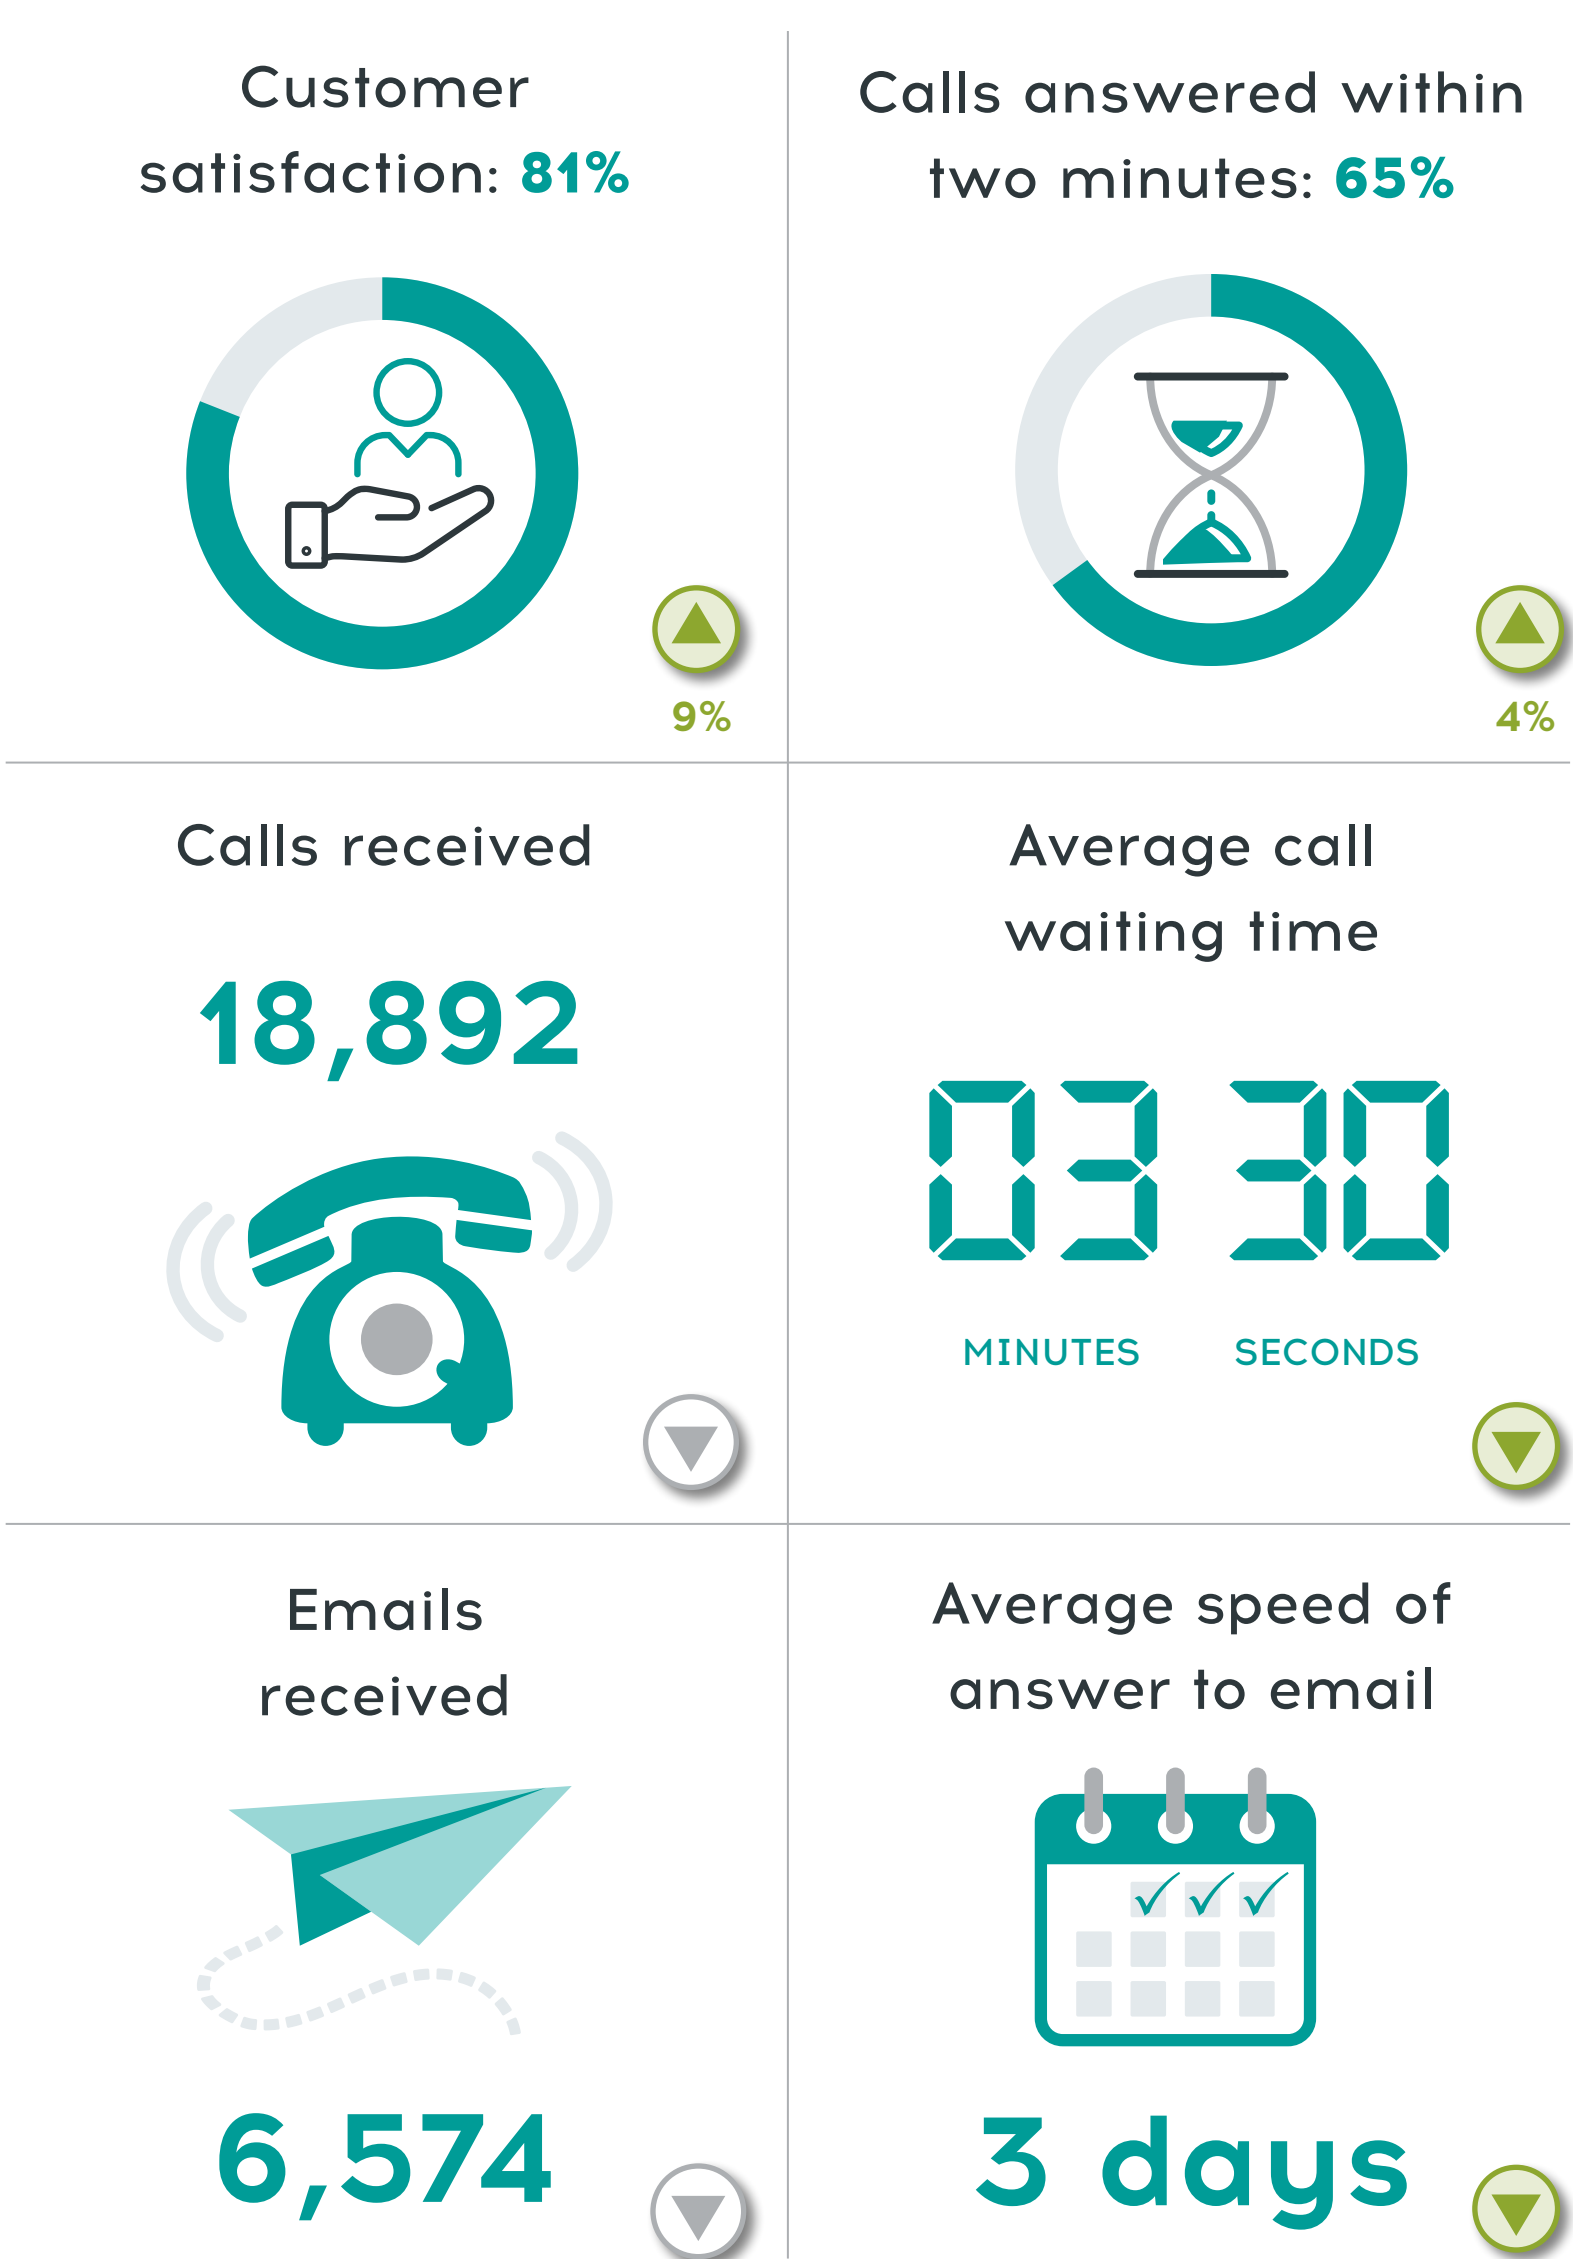 Customer
satisfaction: 81%
9%
Calls answered within
two minutes: 65%
4%
Calls received
18,892
Average call
waiting time
03 30
MINUTES SECONDS
Emails
received
6,574
Average speed of
answer to email
3 days